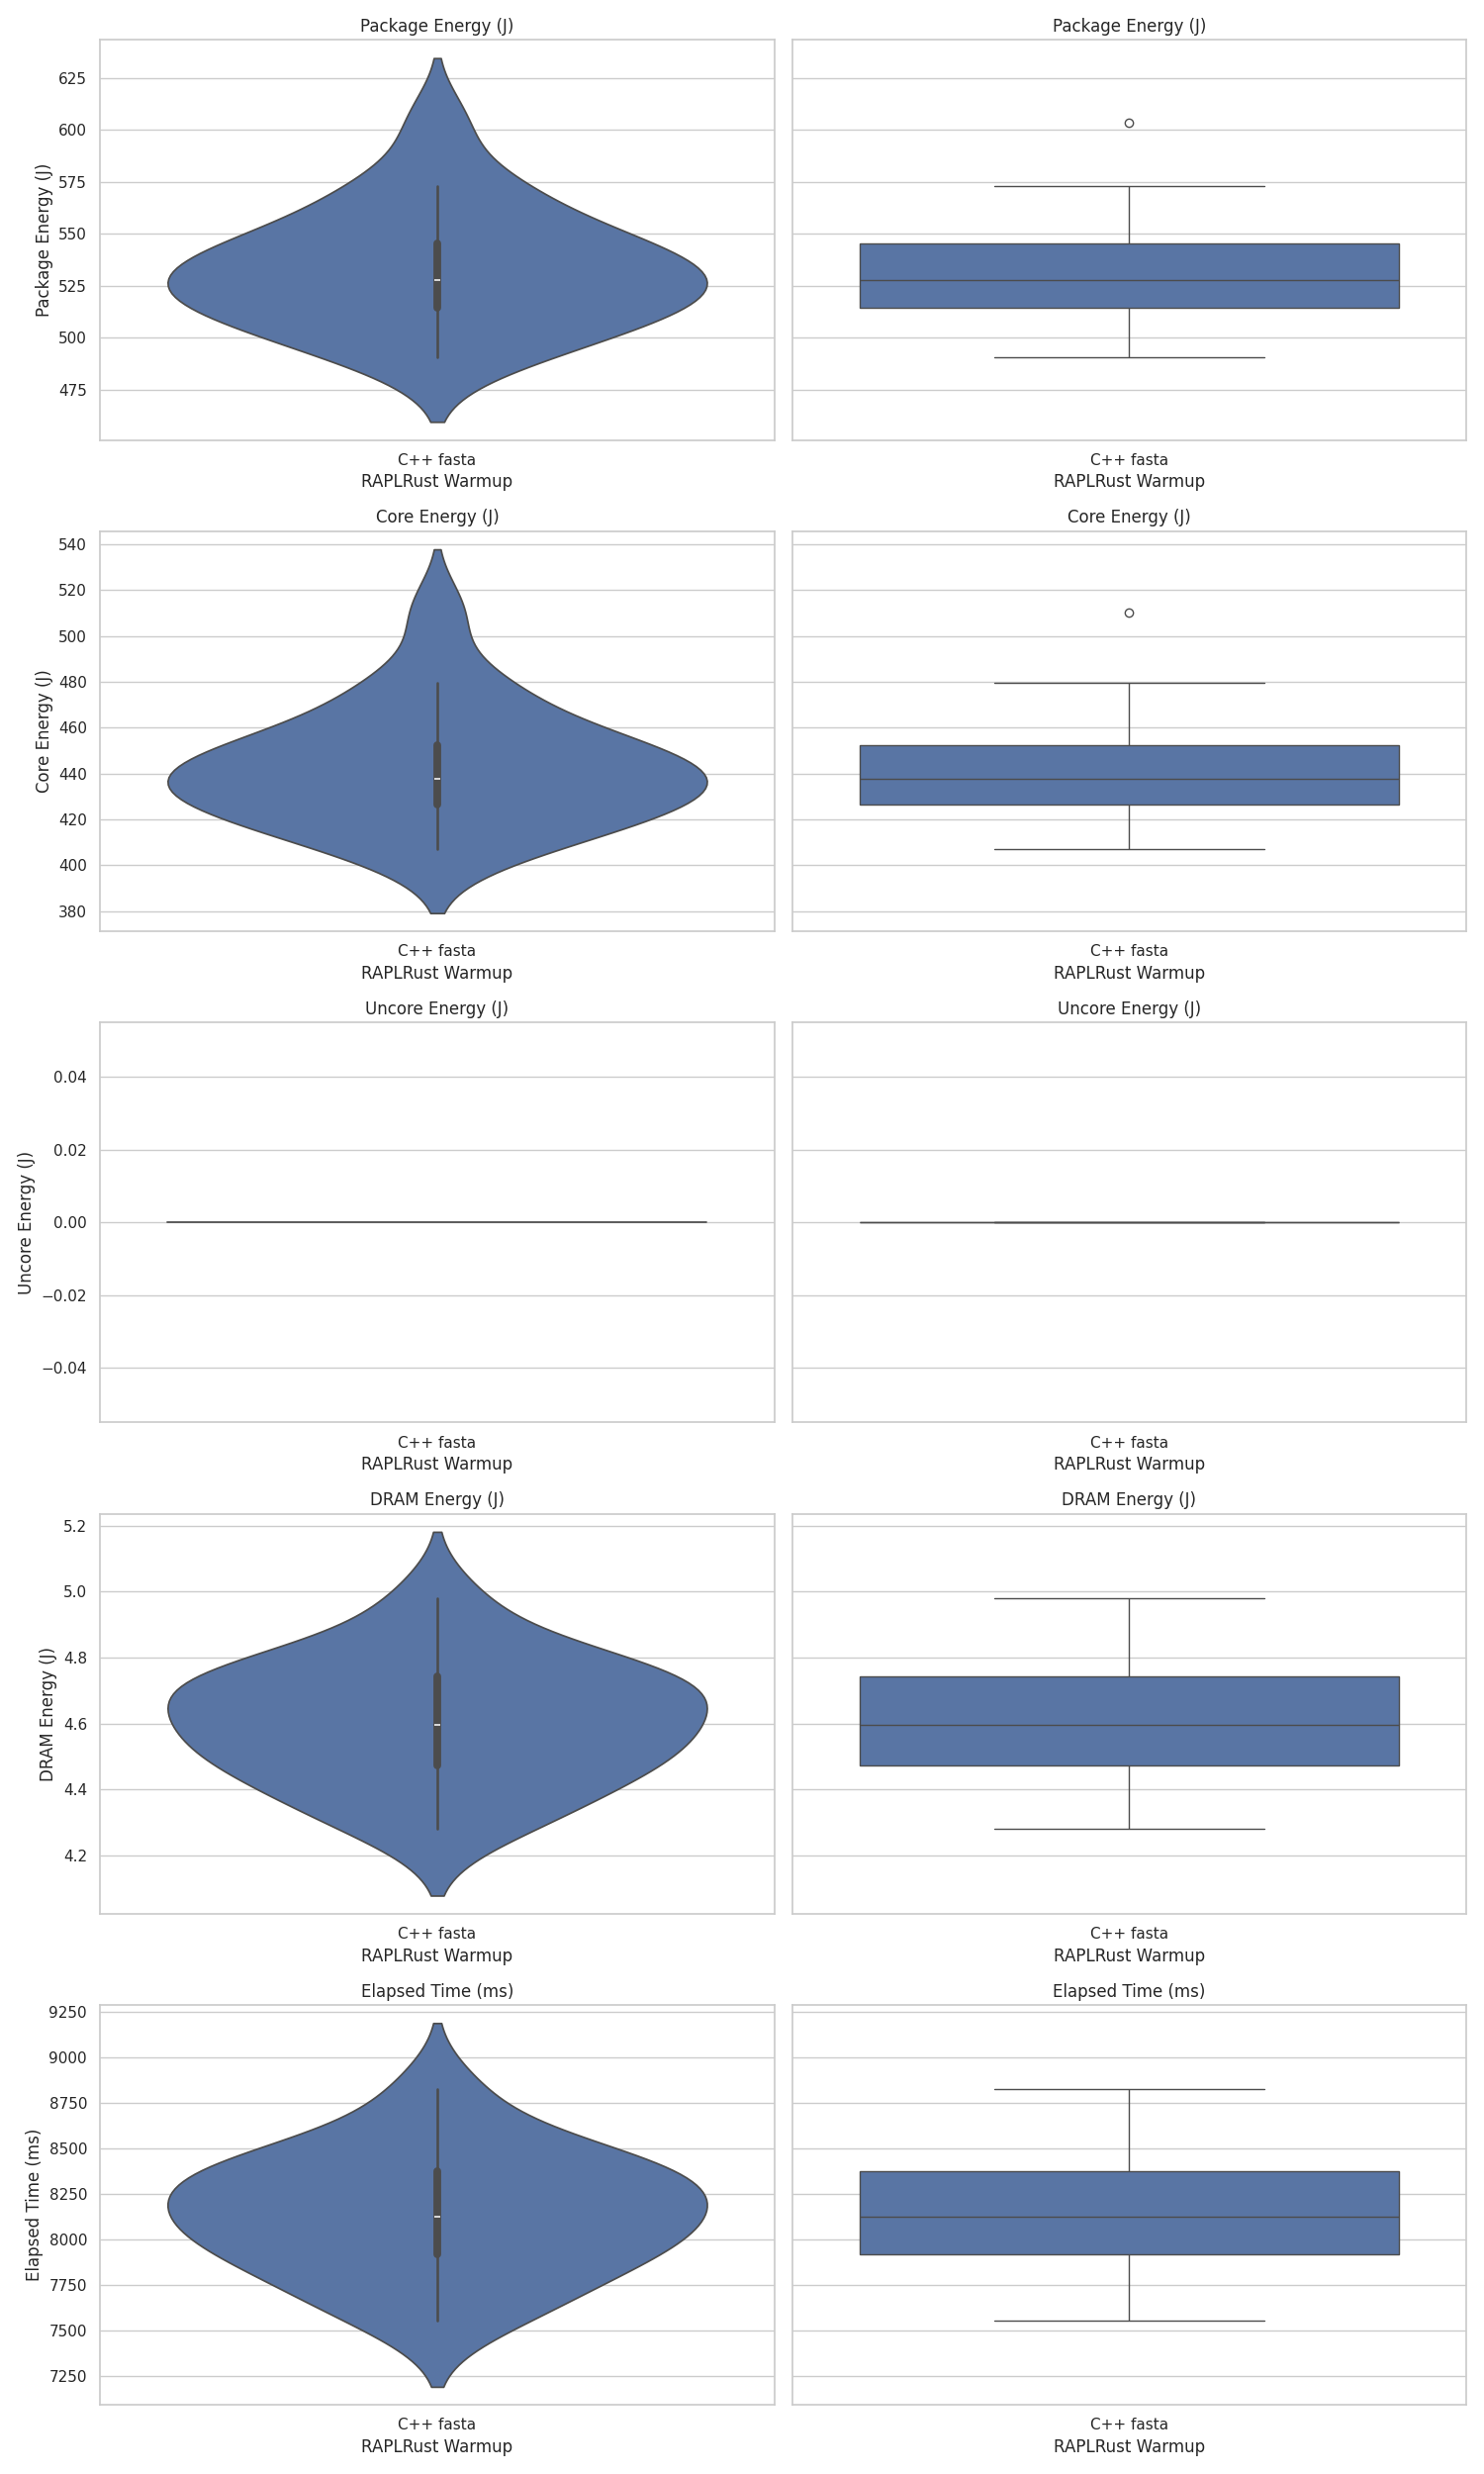 Package Energy (J)
Package Energy (J)
Package Energy (J)
625
600
575
550
525
500
475
C++ fasta
C++ fasta
RAPLRust Warmup
RAPLRust Warmup
Core Energy (J)
Core Energy (J)
Core Energy (J)
540
520
500
480
460
440
420
400
380
C++ fasta
C++ fasta
RAPLRust Warmup
RAPLRust Warmup
Uncore Energy (J)
Uncore Energy (J)
Uncore Energy (J)
0.04
0.02
0.00
−0.02
−0.04
C++ fasta
C++ fasta
RAPLRust Warmup
RAPLRust Warmup
DRAM Energy (J)
DRAM Energy (J)
DRAM Energy (J)
5.2
5.0
4.8
4.6
4.4
4.2
C++ fasta
C++ fasta
RAPLRust Warmup
RAPLRust Warmup
Elapsed Time (ms)
Elapsed Time (ms)
Elapsed Time (ms)
9250
9000
8750
8500
8250
8000
7750
7500
7250
C++ fasta
C++ fasta
RAPLRust Warmup
RAPLRust Warmup